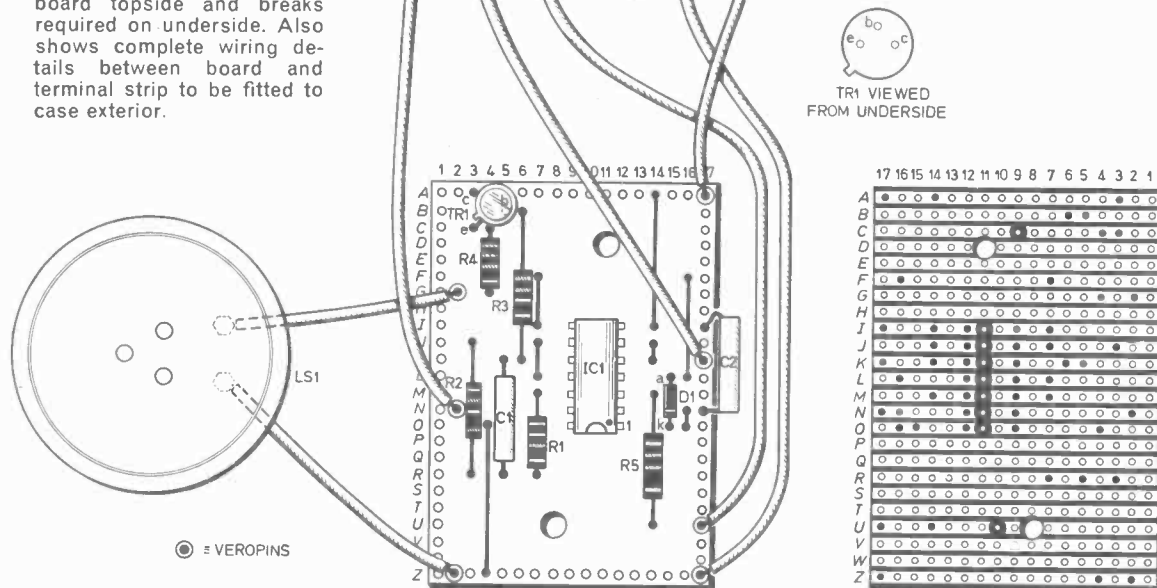 board topside and breaks
required on underside. Also
shows complete wiring de-
tails between board and
terminal strip to be fitted to
case exterior.
b
e
c
TR1 VIEWED
FROM UNDERSIDE
1 2 3 4 5 6 7 8 9 10 11 12 13 14 15 16 17
A
B
C
D
E
F
G
I
J
L
M
N
O
P
Q
R
S
T
U
V
W
Z
c
b
TR1
e
R4
R3
R2
C1
R1
IC1
1
a
D1
k
C2
R5
LS1
= VEROPINS
17 16 15 14 13 12 11 10 9 8 7 6 5 4 3 2 1
A
B
C
D
E
F
G
H
I
J
K
L
M
N
O
P
Q
R
S
T
U
V
W
Z